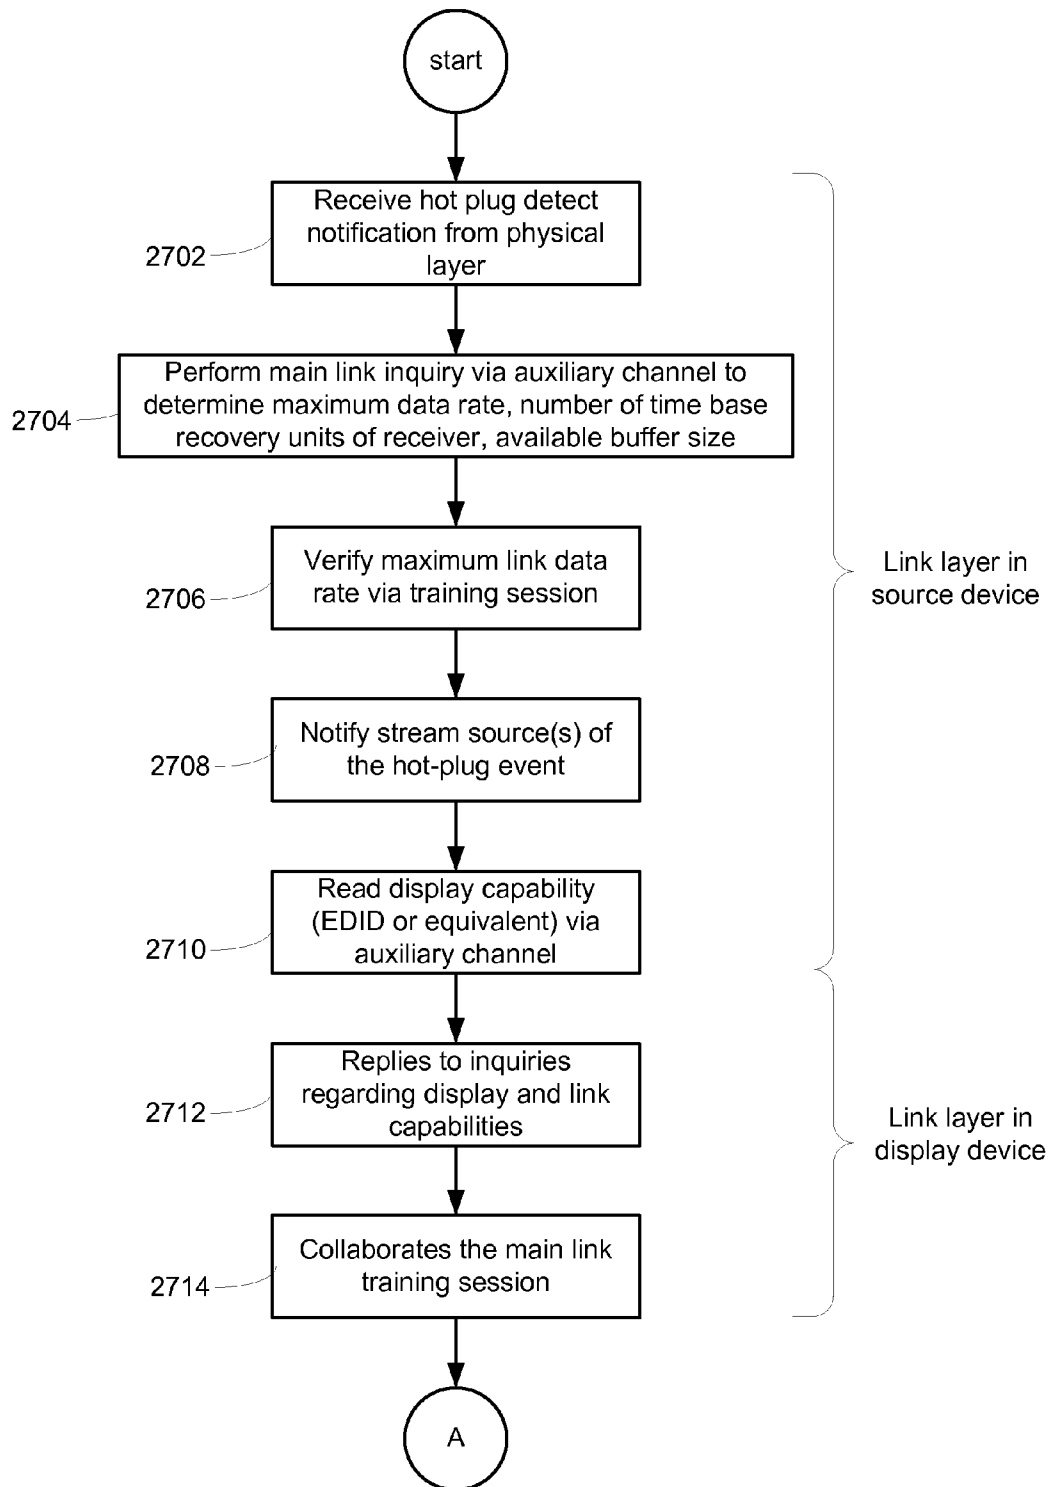 start
Receive hot plug detect
notification from physical
layer
2702
Perform main link inquiry via auxiliary channel to
determine maximum data rate, number of time base
recovery units of receiver, available buffer size
2704
Verify maximum link data
rate via training session
2706
Link layer in
source device
Notify stream source(s) of
the hot-plug event
2708
Read display capability
(EDID or equivalent) via
auxiliary channel
2710
Replies to inquiries
regarding display and link
capabilities
2712
Link layer in
display device
Collaborates the main link
training session
2714
A